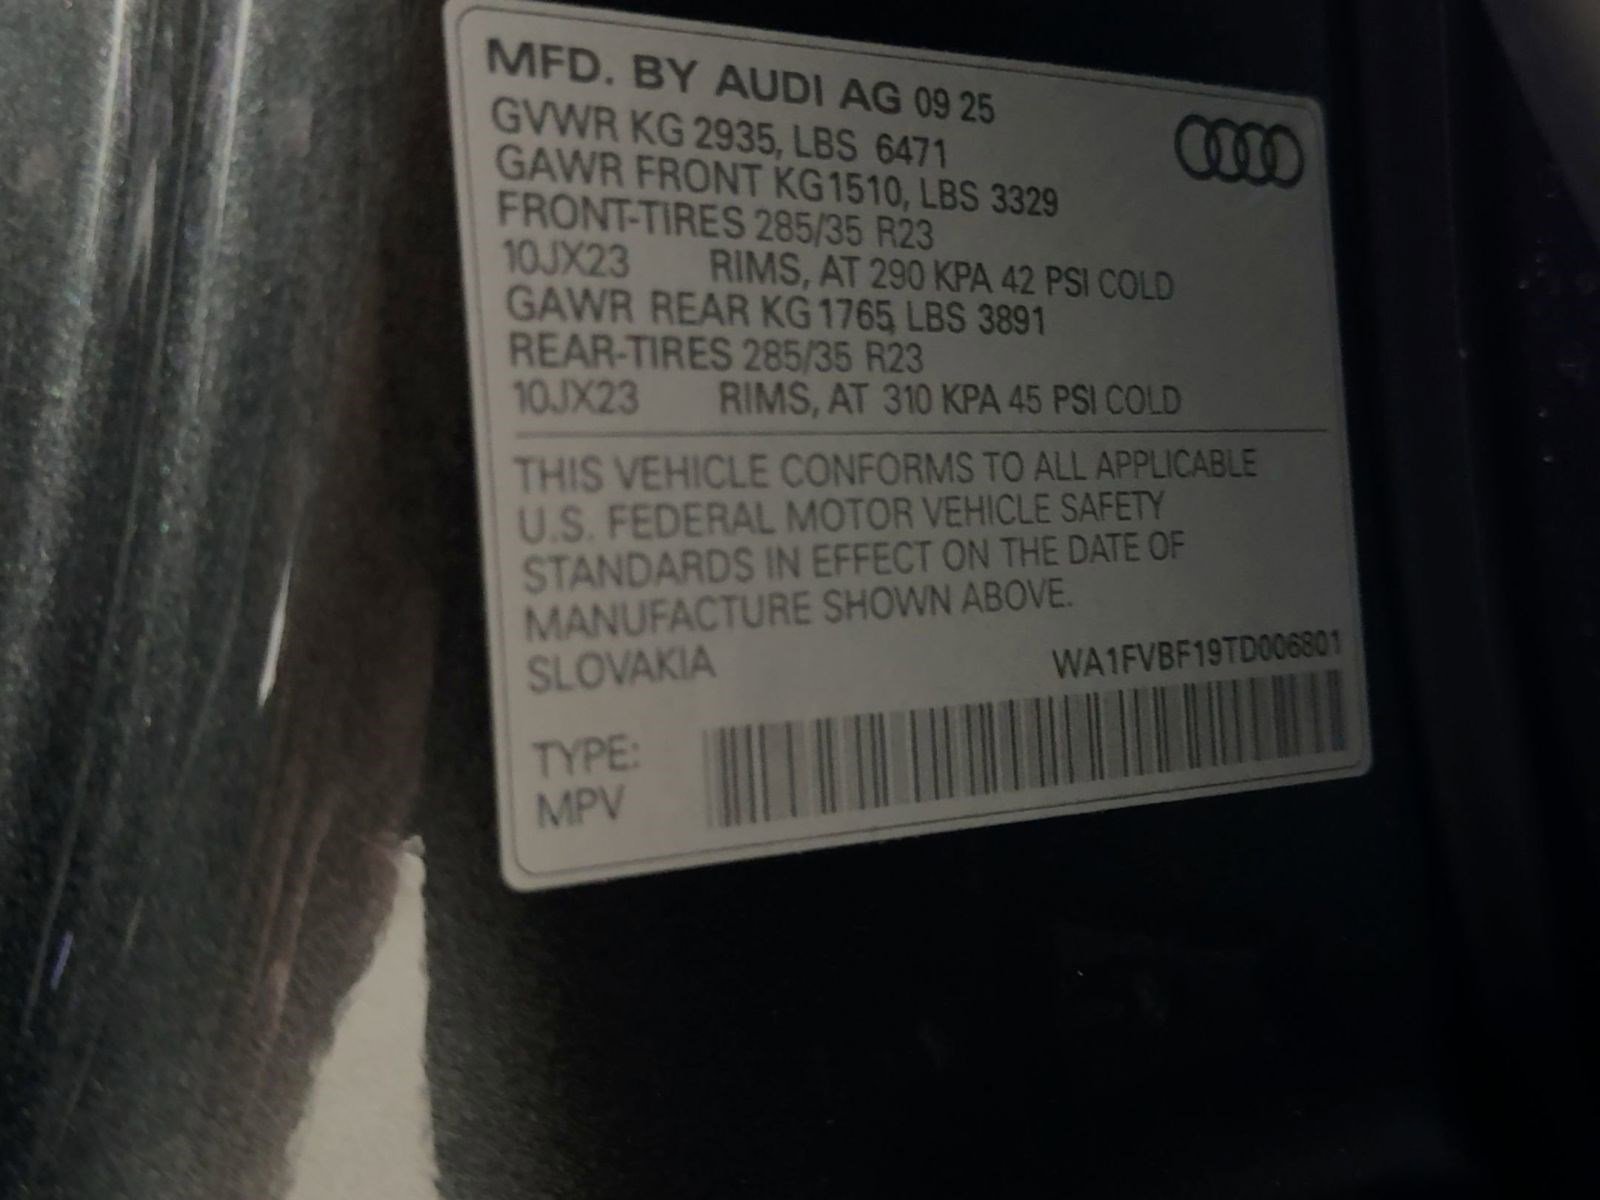 MFD. BY AUDI AG 09 25
GVWR KG 2935, LBS 6471
GAWR FRONT KG1510, LBS 3329
FRONT-TIRES 285/35 R23
10JX23 RIMS, AT 290 KPA 42 PSI COLD
GAWR REAR KG 1765, LBS 3891
REAR-TIRES 285/35 R23
10JX23 RIMS, AT 310 KPA 45 PSI COLD
THIS VEHICLE CONFORMS TO ALL APPLICABLE
U.S. FEDERAL MOTOR VEHICLE SAFETY
STANDARDS IN EFFECT ON THE DATE OF
MANUFACTURE SHOWN ABOVE.
SLOVAKIA WA1FVBF19TD006801
TYPE:
MPV